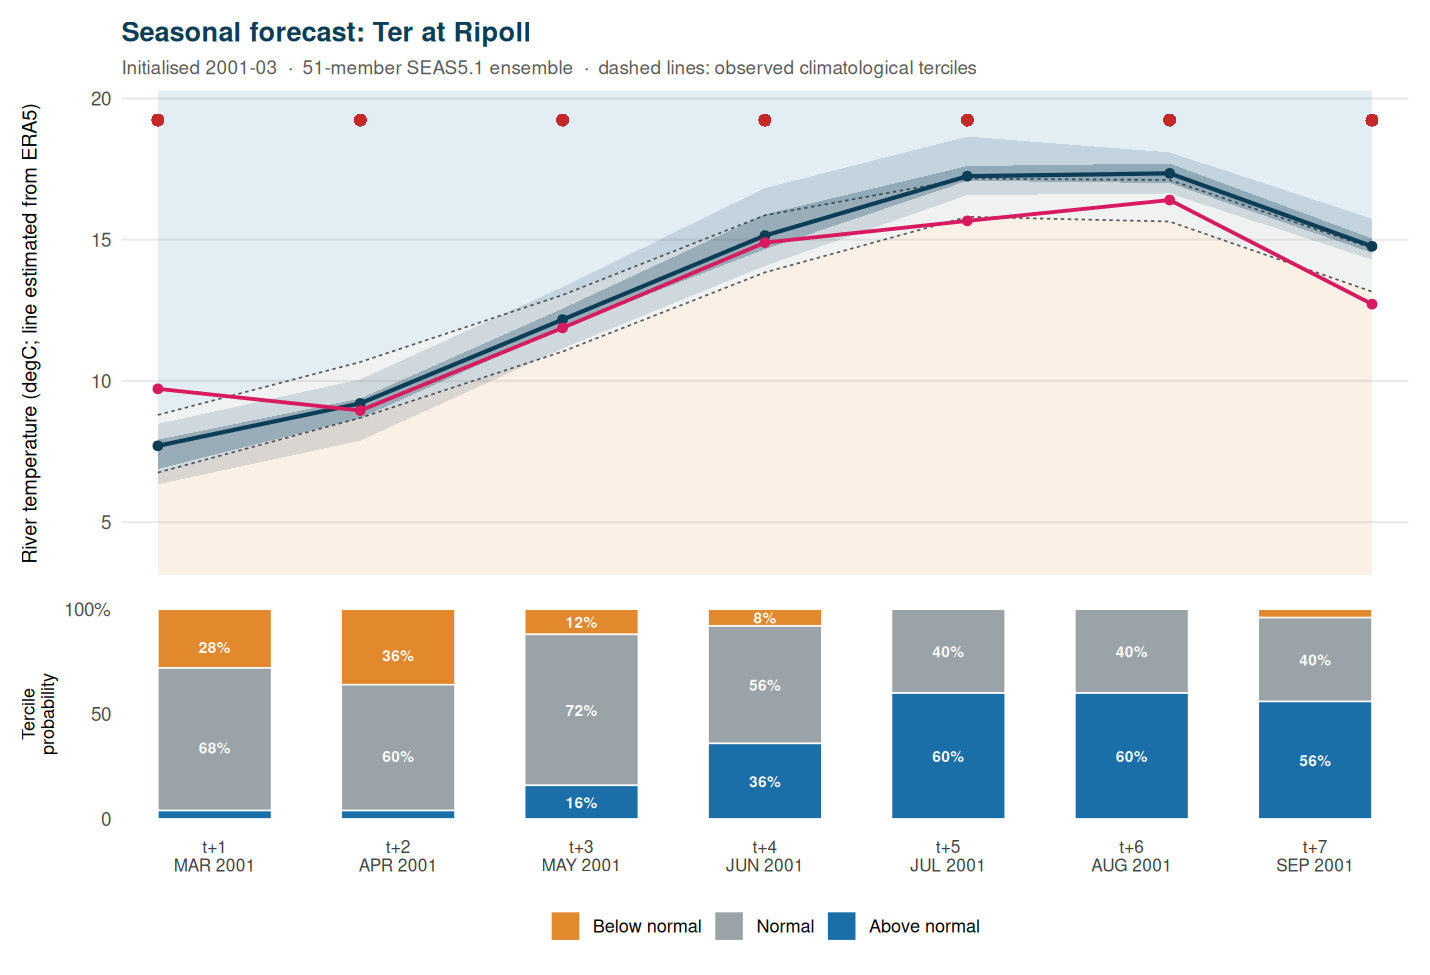 Seasonal forecast: Ter at Ripoll
Initialised 2001-03 · 51-member SEAS5.1 ensemble · dashed lines: observed climatological terciles
River temperature (degC; line estimated from ERA5)
20
15
10
5
Tercile
probability
100%
50
0
28%
68%
36%
60%
12%
72%
16%
8%
56%
36%
40%
60%
40%
60%
40%
56%
t+1
MAR 2001
t+2
APR 2001
t+3
MAY 2001
t+4
JUN 2001
t+5
JUL 2001
t+6
AUG 2001
t+7
SEP 2001
Below normal
Normal
Above normal